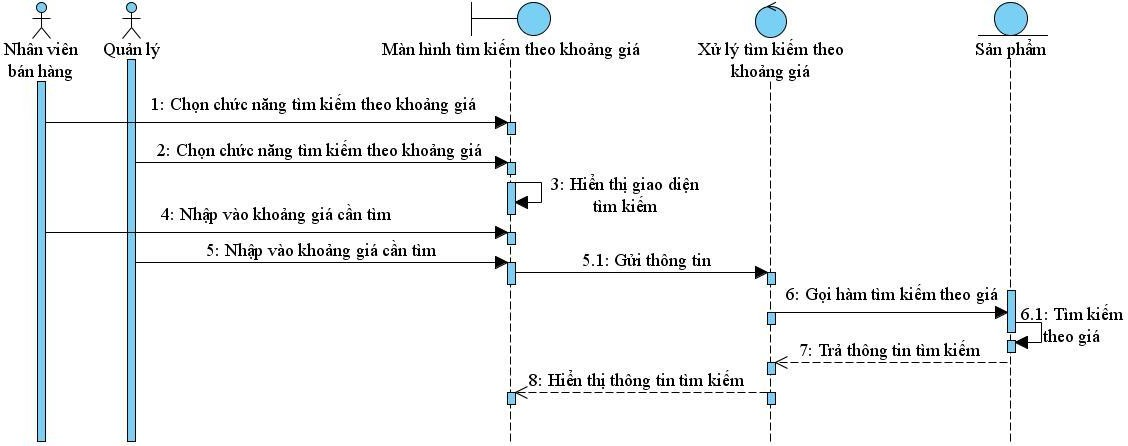 Nhân viên
bán hàng
Quản lý
Màn hình tìm kiếm theo khoảng giá
Xử lý tìm kiếm theo
khoảng giá
Sản phẩm
1: Chọn chức năng tìm kiếm theo khoảng giá
2: Chọn chức năng tìm kiếm theo khoảng giá
3: Hiển thị giao diện
tìm kiếm
4: Nhập vào khoảng giá cần tìm
5: Nhập vào khoảng giá cần tìm
5.1: Gửi thông tin
6: Gọi hàm tìm kiếm theo giá
6.1: Tìm kiếm
theo giá
7: Trả thông tin tìm kiếm
8: Hiển thị thông tin tìm kiếm